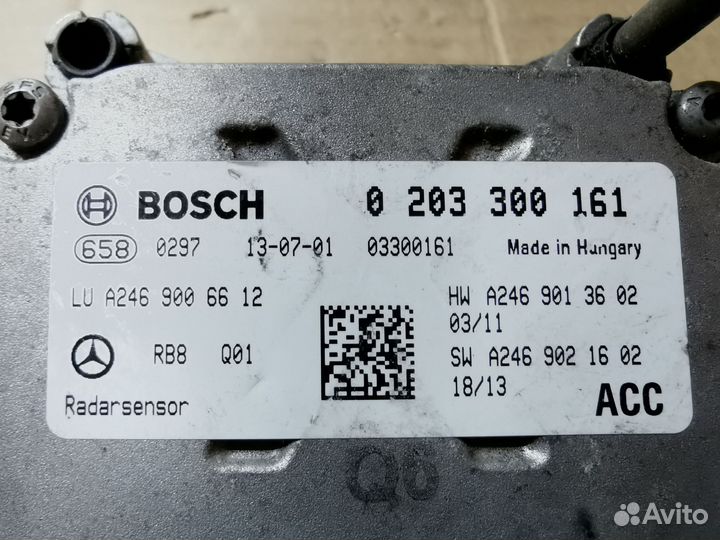 BOSCH 0 203 300 161
658 0297 13-07-01 03300161 Made in Hungary
LU A246 900 66 12 HW A246 901 36 02
03/11
RB8 Q01 SW A246 902 16 02
18/13
Radarsensor ACC
Q6
Avito